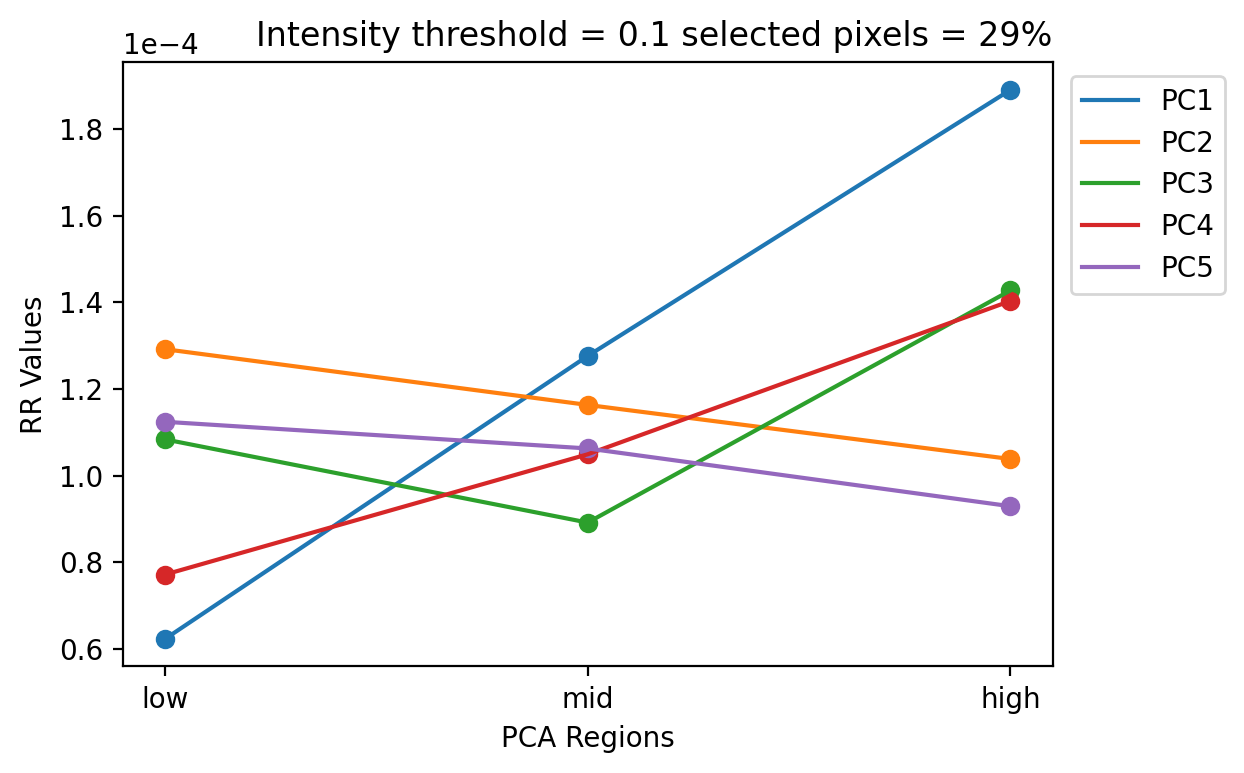 Intensity threshold = 0.1 selected pixels = 29%
1e−4
1.8
1.6
1.4
1.2
1.0
0.8
0.6
RR Values
low
mid
high
PCA Regions
PC1
PC2
PC3
PC4
PC5